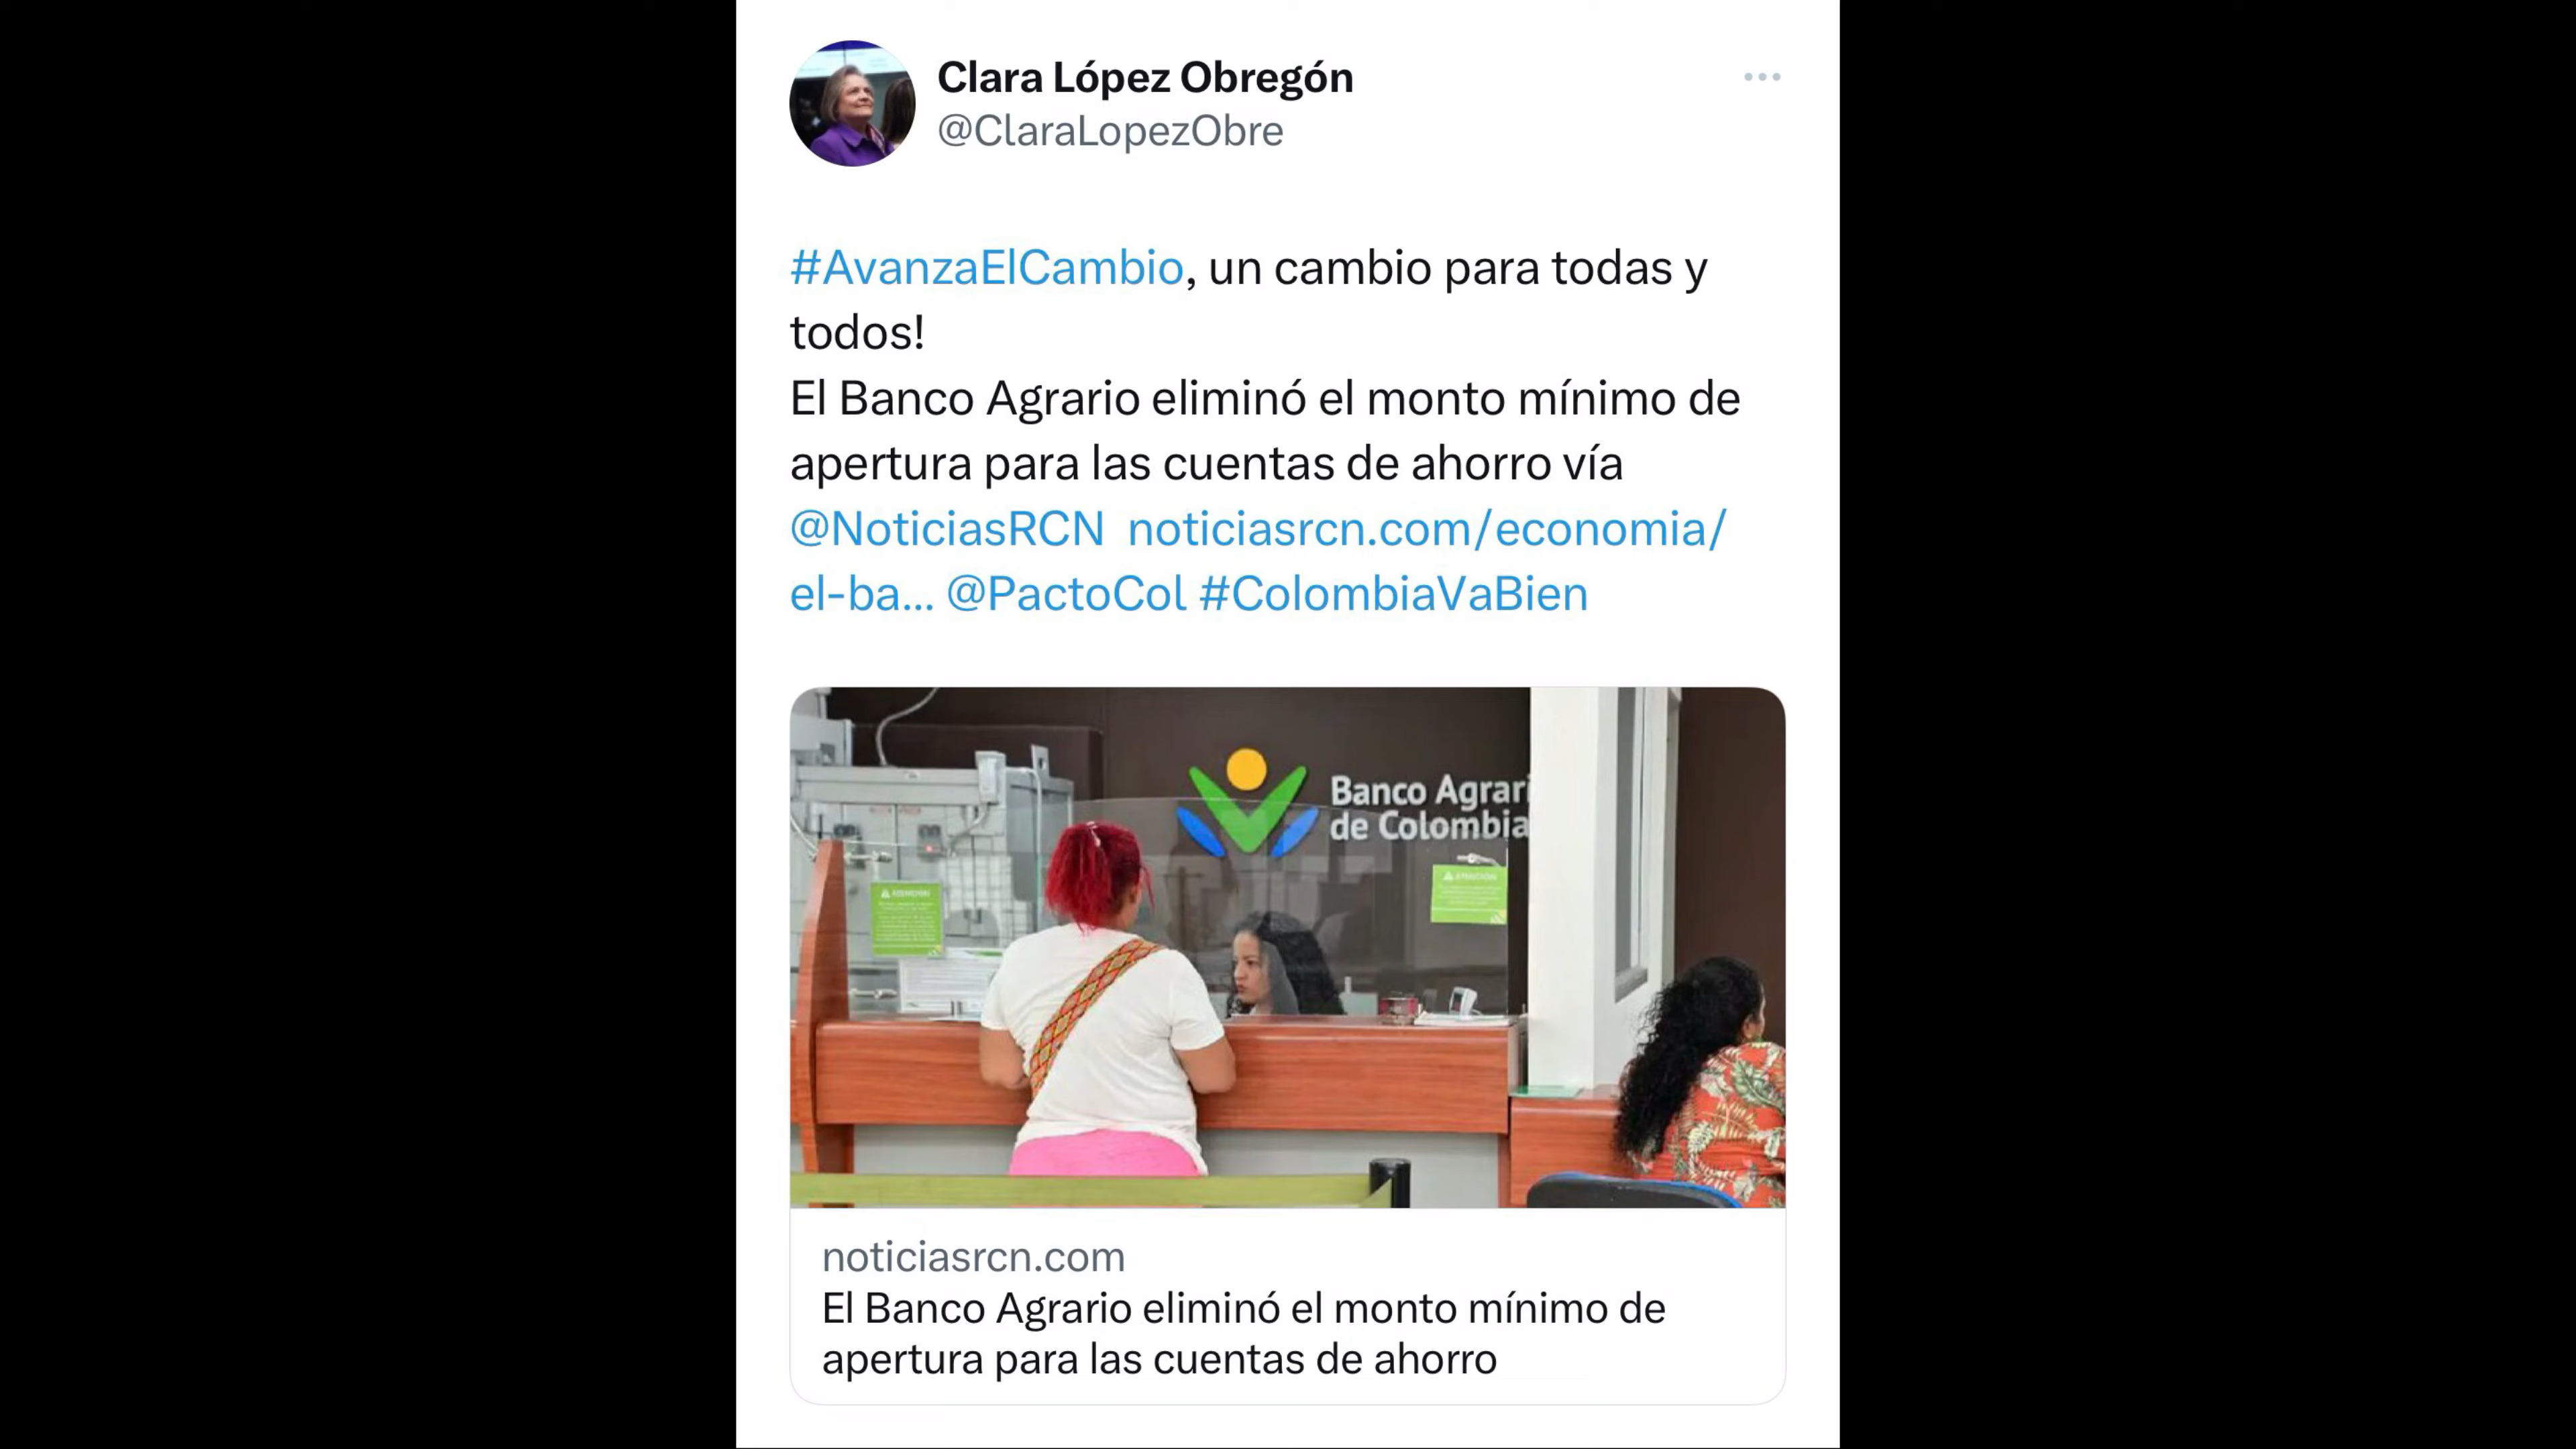 Clara López Obregón
@ClaraLopezObre
#AvanzaElCambio, un cambio para todas y
todos!
El Banco Agrario eliminó el monto mínimo de
apertura para las cuentas de ahorro vía
@NoticiasRCN noticiasrcn.com/economia/
el-ba... @PactoCol #ColombiaVaBien
Banco Agrari
de Colombia
ATENCIÓN
ATENCIÓN
noticiasrcn.com
El Banco Agrario eliminó el monto mínimo de
apertura para las cuentas de ahorro